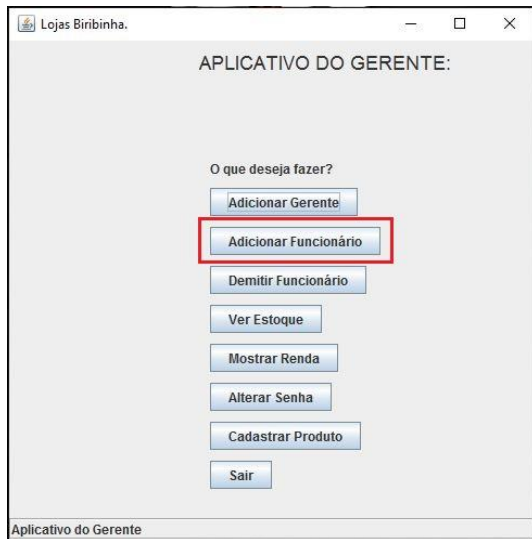 Lojas Biribinha.
APLICATIVO DO GERENTE:
O que deseja fazer?
Adicionar Gerente
Adicionar Funcionário
Demitir Funcionário
Ver Estoque
Mostrar Renda
Alterar Senha
Cadastrar Produto
Sair
Aplicativo do Gerente